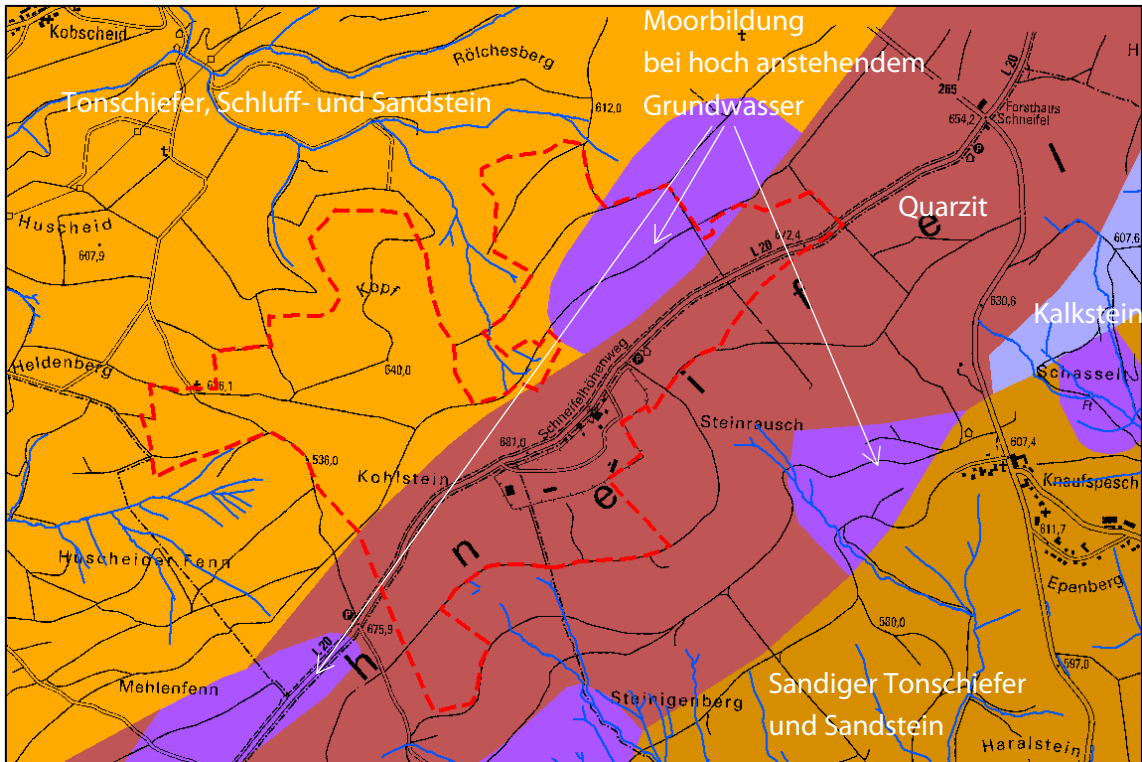 Kobscheid
Rölchesberg
Moorbildung
bei hoch anstehendem
Grundwasser
Tonschiefer, Schluff- und Sandstein
612,0
265
L 20
Forsthaus
Schneifel
654,2
H
Huscheid
607,9
Quarzit
L 20
672,4
607,6
Kopf
630,6
Kalkstein
Heldenberg
640,0
Schasselt
Ft
Schneifelhöhenweg
Steinrausch
536,0
Kohlstein
681,0
607,4
Knaufspesch
611,7
Huscheider Fenn
Epenberg
580,0
675,9
L 20
597,0
Mehlenfenn
Steinigenberg
Sandiger Tonschiefer
und Sandstein
Haralstein
h n e i f e l